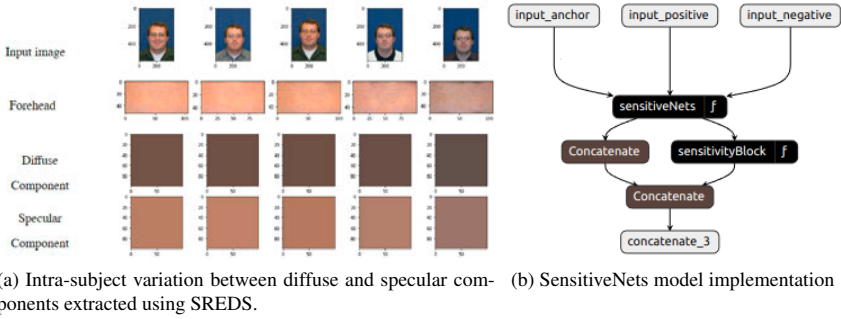 input_anchor input_positive input_negative
Input image
Forehead
sensitiveNets ƒ
Diffuse
Component
Concatenate sensitivityBlock ƒ
Specular
Component
Concatenate
concatenate_3
(a) Intra-subject variation between diffuse and specular com-
ponents extracted using SREDS.
(b) SensitiveNets model implementation